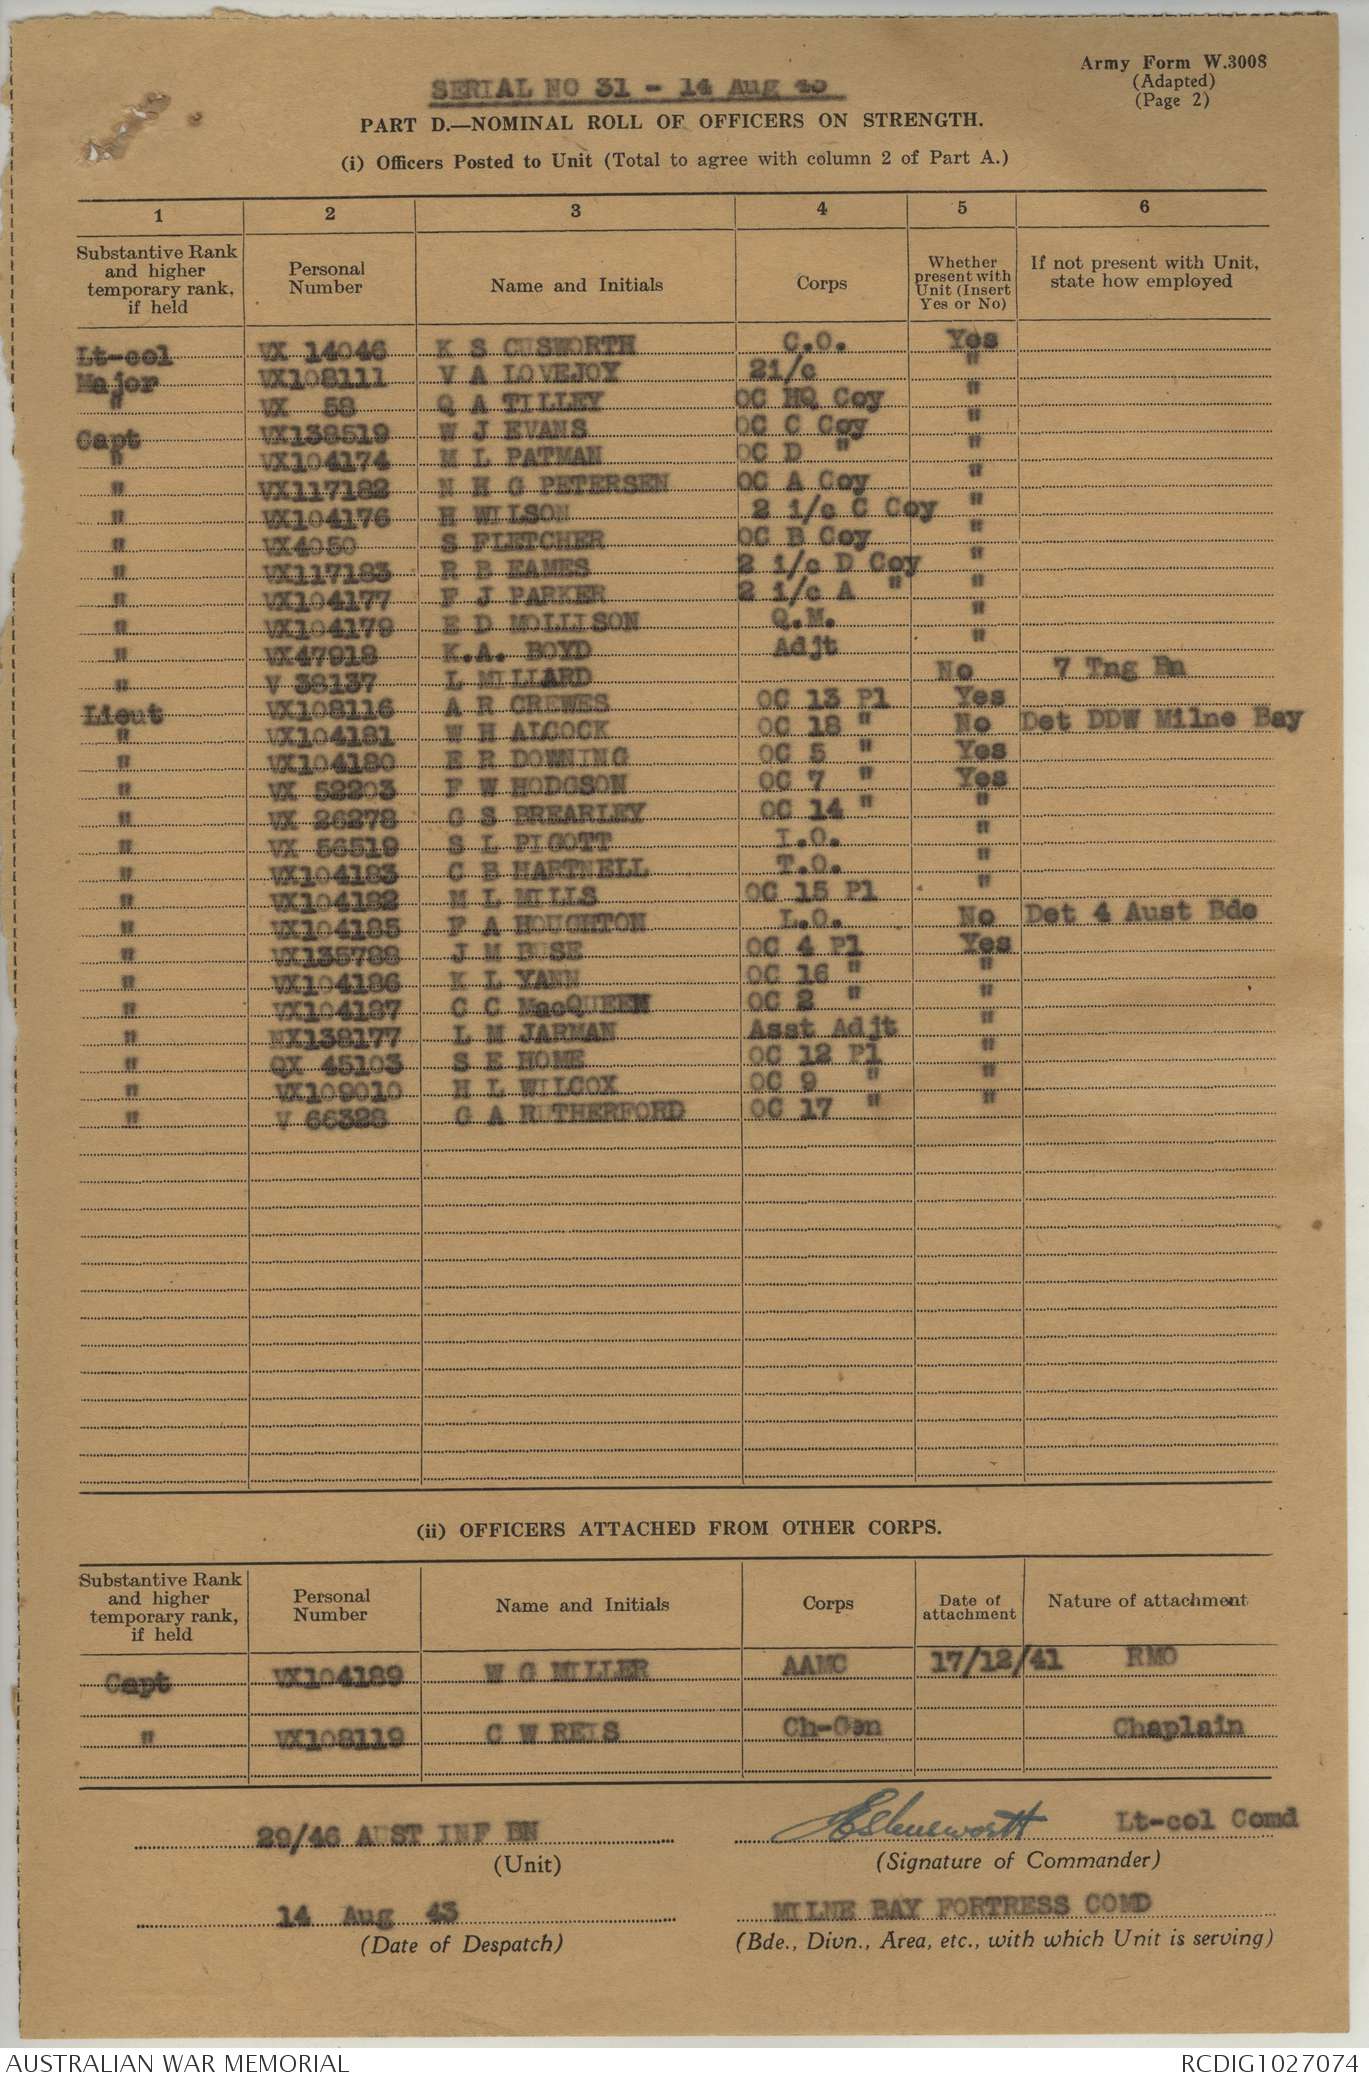 Army Form W.3008
(Adapted)
(Page 2)
SERIAL NO 31 - 14 Aug 43
PART D.—NOMINAL ROLL OF OFFICERS ON STRENGTH.
(i) Officers Posted to Unit (Total to agree with column 2 of Part A.)
1 2 3 4 5 6
Substantive Rank and higher temporary rank, if held | Personal Number | Name and Initials | Corps | Whether present with Unit (Insert Yes or No) | If not present with Unit, state how employed
Lt-col VX 14046 K S CUSWORTH C.O. Yes
Major VX108111 V A LOVEJOY 2i/c "
" VX 58 Q A TILLEY OC HQ Coy "
Capt VX138519 W J EVANS OC C Coy "
" VX104174 M L PATMAN OC D " "
" VX117182 N H G PETERSEN OC A Coy "
" VX104176 H WILSON 2 i/c C Coy "
" VX4050 S FLETCHER OC B Coy "
" VX117183 R B EAMES 2 i/c D Coy "
" VX104177 F J PARKER 2 i/c A " "
" VX104179 E D MOLLISON Q.M. "
" VX47818 K.A. BOYD Adjt "
" V 38137 L MILLARD No 7 Tng Bn
Lieut VX108116 A R CREWES OC 13 Pl Yes
" VX104181 W H ALCOCK OC 18 " No Det DDW Milne Bay
" VX104180 E R DOWNING OC 5 " Yes
" VX 52203 F W HODGSON OC 7 " Yes
" VX 26278 G S BREARLEY OC 14 " "
" VX 56519 S L PIGOTT I.O. "
" VX104183 C B HARTNELL T.O. "
" VX104182 M L MILLS OC 15 Pl "
" VX104185 F A HOUGHTON L.O. No Det 4 Aust Bde
" VX135788 J M BUSE OC 4 Pl Yes
" VX104186 K L YANN OC 16 " "
" VX104187 C C MacQUEEN OC 2 " "
" NX138177 L M JARMAN Asst Adjt "
" QX 45103 S E HOME OC 12 Pl "
" VX109010 H L WILCOX OC 9 " "
" V 66328 G A RUTHERFORD OC 17 " "
(ii) OFFICERS ATTACHED FROM OTHER CORPS.
Substantive Rank and higher temporary rank, if held | Personal Number | Name and Initials | Corps | Date of attachment | Nature of attachment
Capt VX104189 W G MILLER AAMC 17/12/41 RMO
" VX108119 C W REIS Ch-Gen Chaplain
29/46 AUST INF BN
(Unit)
KSCusworth Lt-col Comd
(Signature of Commander)
14 Aug 43
(Date of Despatch)
MILNE BAY FORTRESS COMD
(Bde., Divn., Area, etc., with which Unit is serving)
AUSTRALIAN WAR MEMORIAL
RCDIG1027074